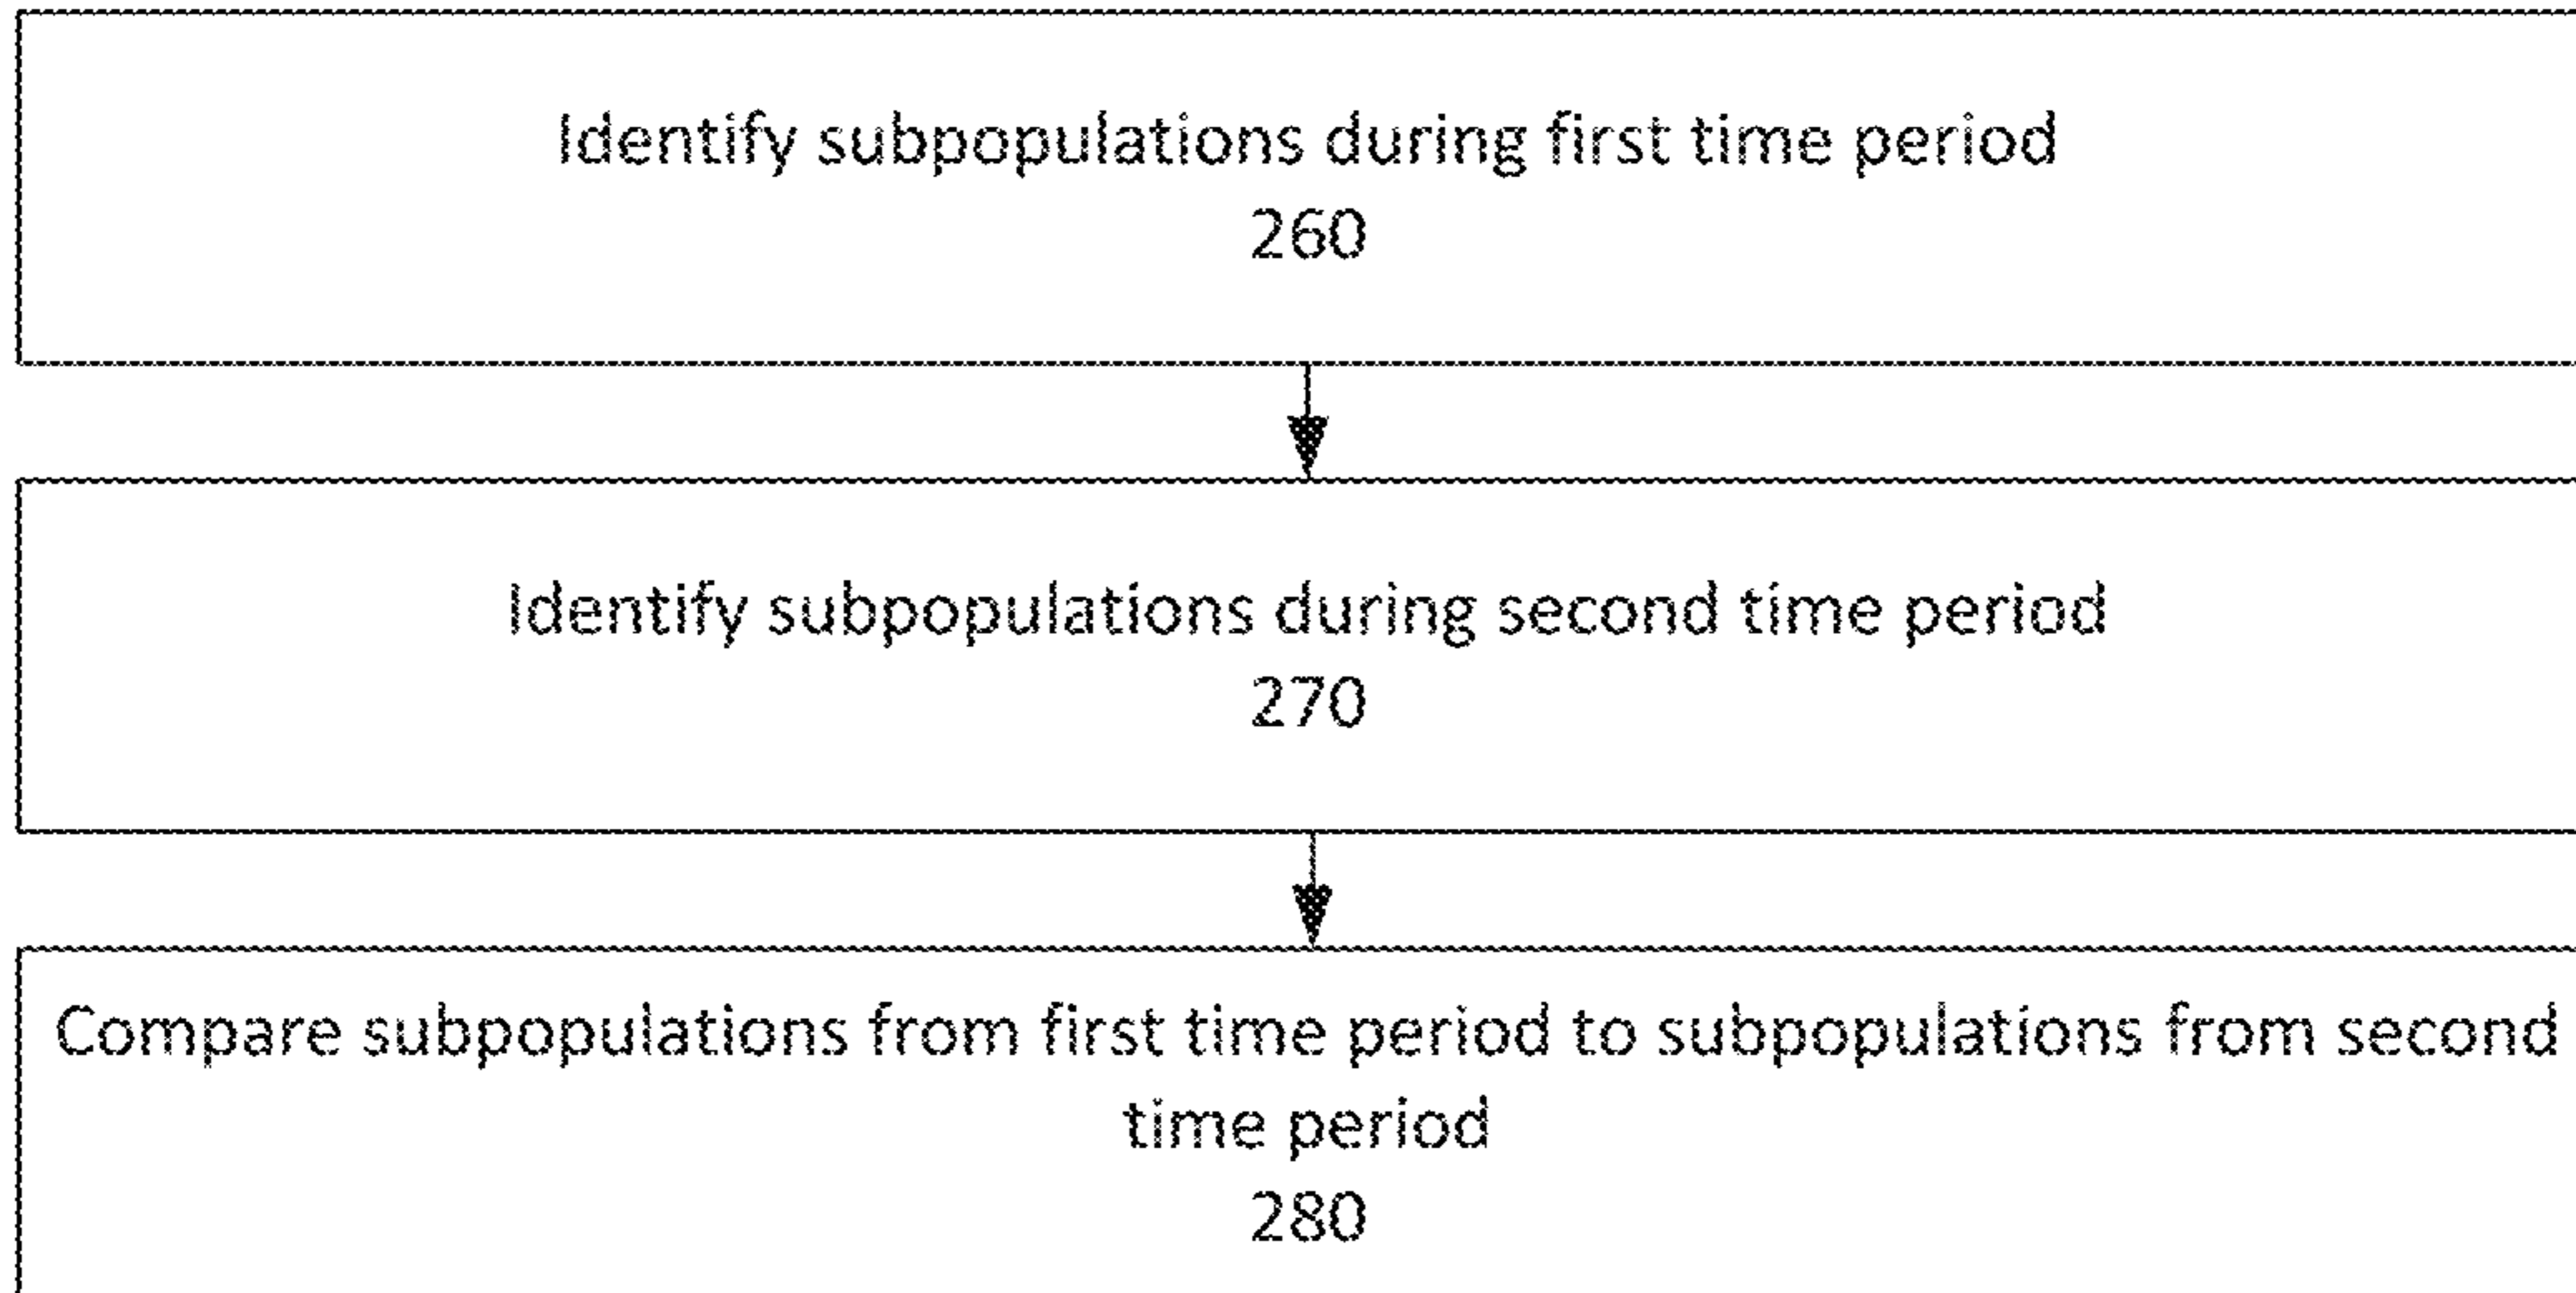 Identify subpopulations during first time period
260
Identify subpopulations during second time period
270
Compare subpopulations from first time period to subpopulations from second
time period
280